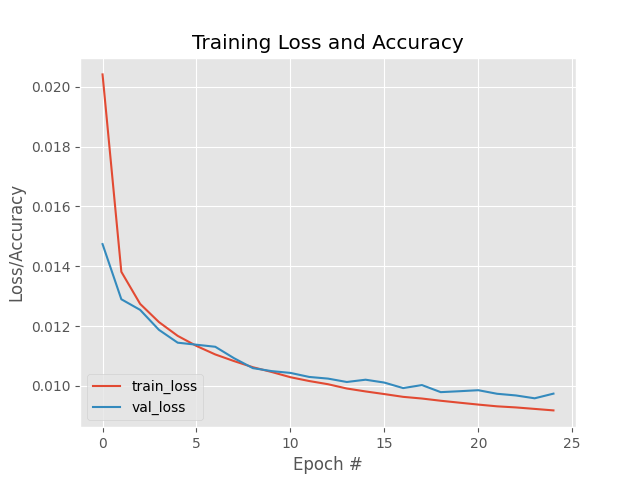 Training Loss and Accuracy
Loss/Accuracy
0.020
0.018
0.016
0.014
0.012
0.010
train_loss
val_loss
0 5 10 15 20 25
Epoch #